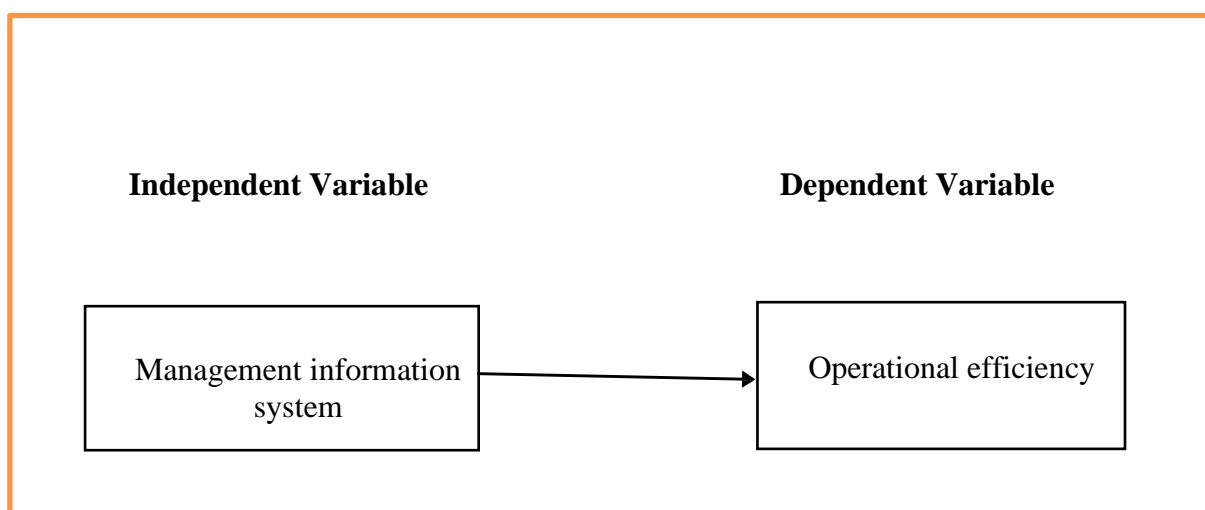 Independent Variable
Dependent Variable
Management information
system
Operational efficiency